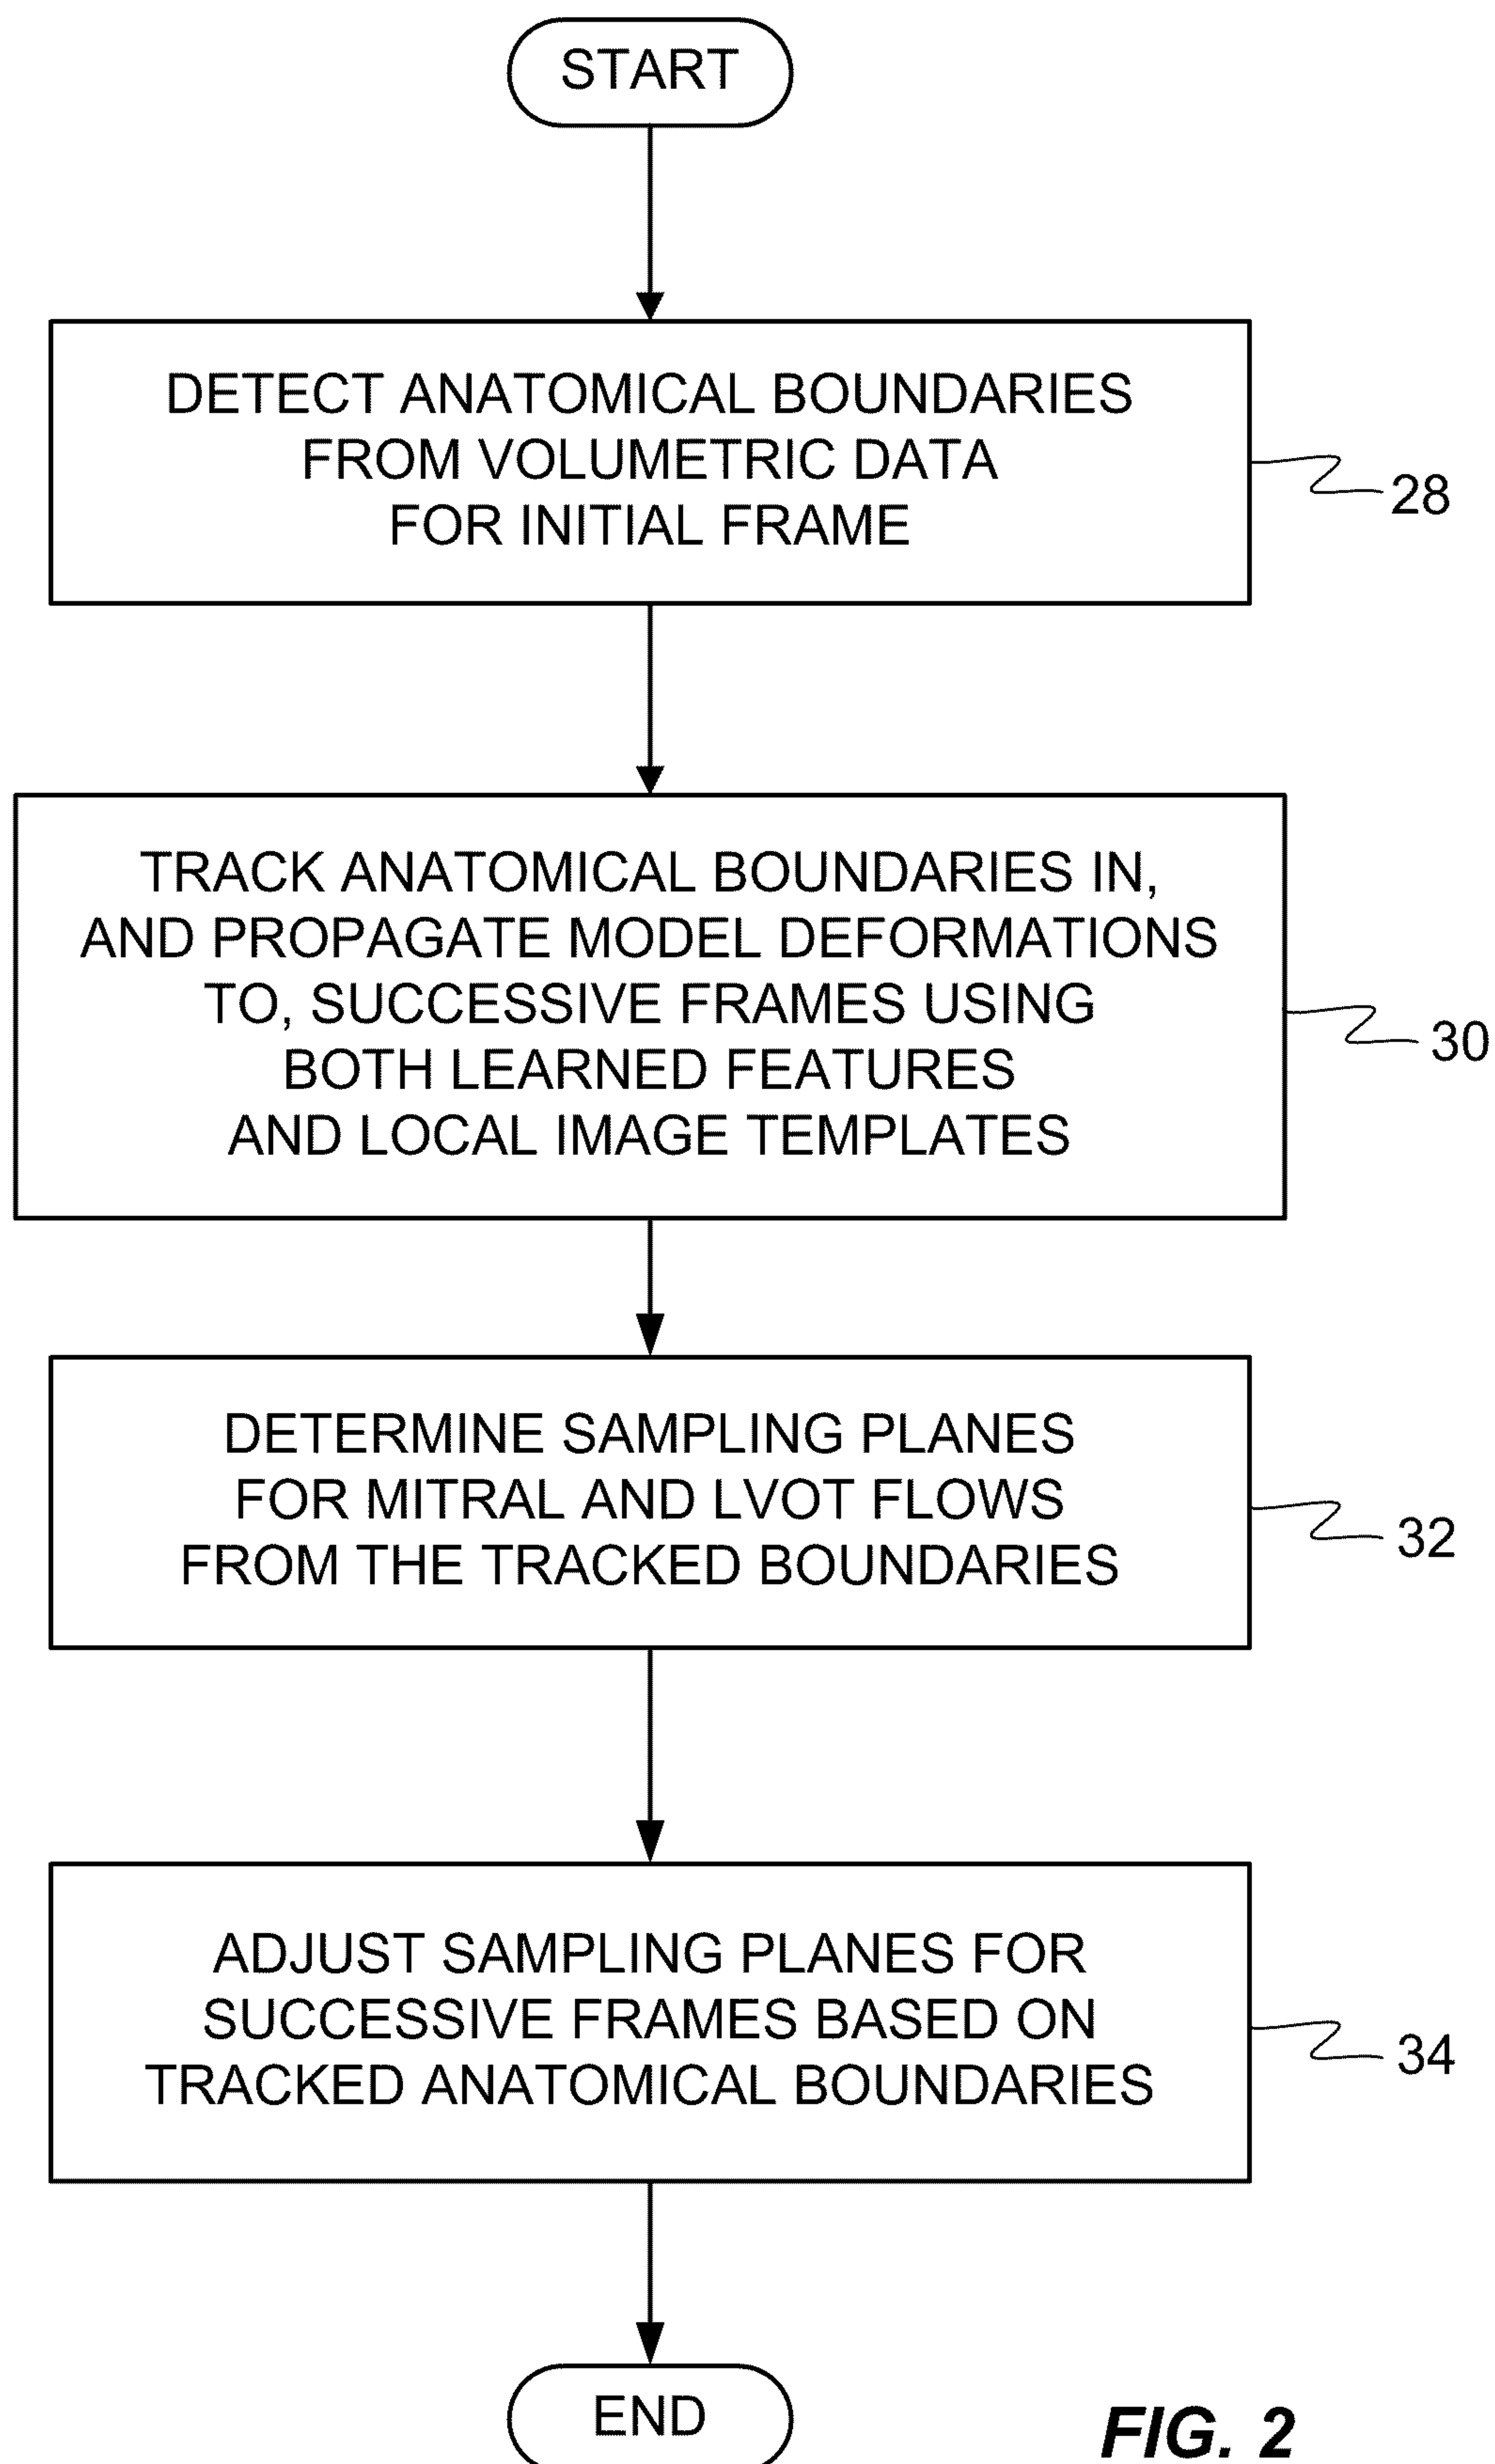 START
DETECT ANATOMICAL BOUNDARIES
FROM VOLUMETRIC DATA
FOR INITIAL FRAME
28
TRACK ANATOMICAL BOUNDARIES IN,
AND PROPAGATE MODEL DEFORMATIONS
TO, SUCCESSIVE FRAMES USING
BOTH LEARNED FEATURES
AND LOCAL IMAGE TEMPLATES
30
DETERMINE SAMPLING PLANES
FOR MITRAL AND LVOT FLOWS
FROM THE TRACKED BOUNDARIES
32
ADJUST SAMPLING PLANES FOR
SUCCESSIVE FRAMES BASED ON
TRACKED ANATOMICAL BOUNDARIES
34
END
FIG. 2